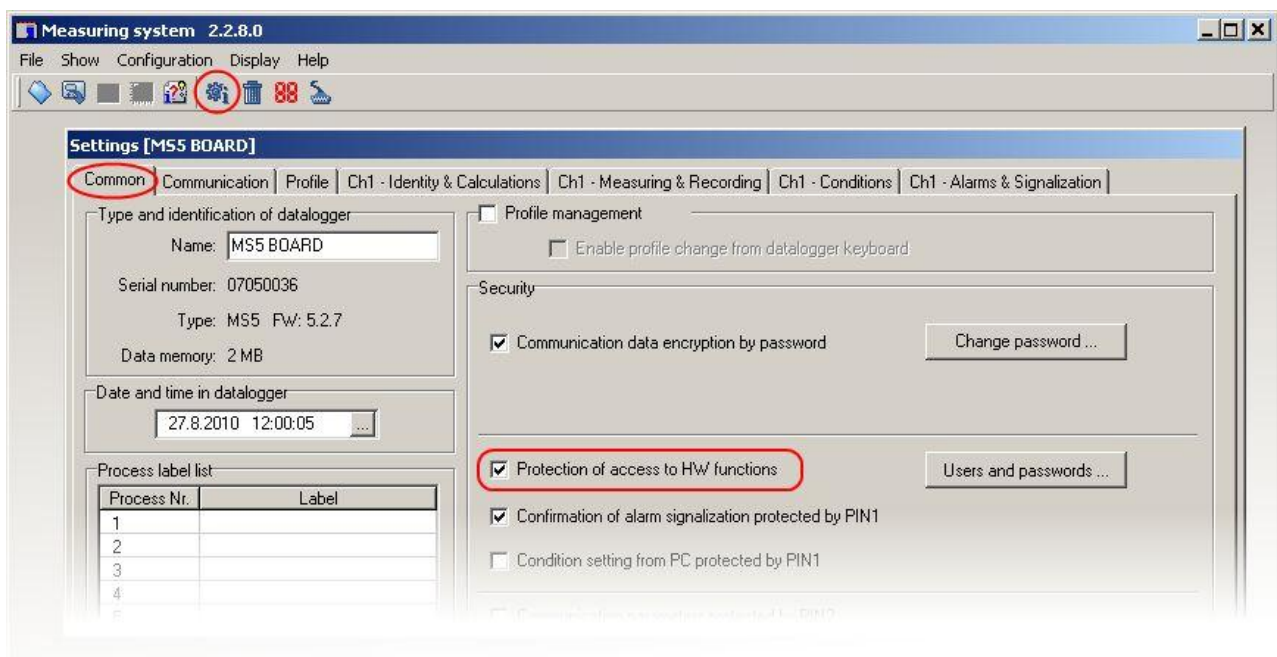 Measuring system 2.2.8.0
File Show Configuration Display Help
Settings [MS5 BOARD]
Common Communication Profile Ch1 - Identity & Calculations Ch1 - Measuring & Recording Ch1 - Conditions Ch1 - Alarms & Signalization
Type and identification of datalogger
Name: MS5 BOARD
Serial number: 07050036
Type: MS5 FW: 5.2.7
Data memory: 2 MB
Date and time in datalogger
27.8.2010 12:00:05 ...
Process label list
Process Nr. Label
1
2
3
4
Profile management
Enable profile change from datalogger keyboard
Security
Communication data encryption by password Change password ...
Protection of access to HW functions Users and passwords ...
Confirmation of alarm signalization protected by PIN1
Condition setting from PC protected by PIN1